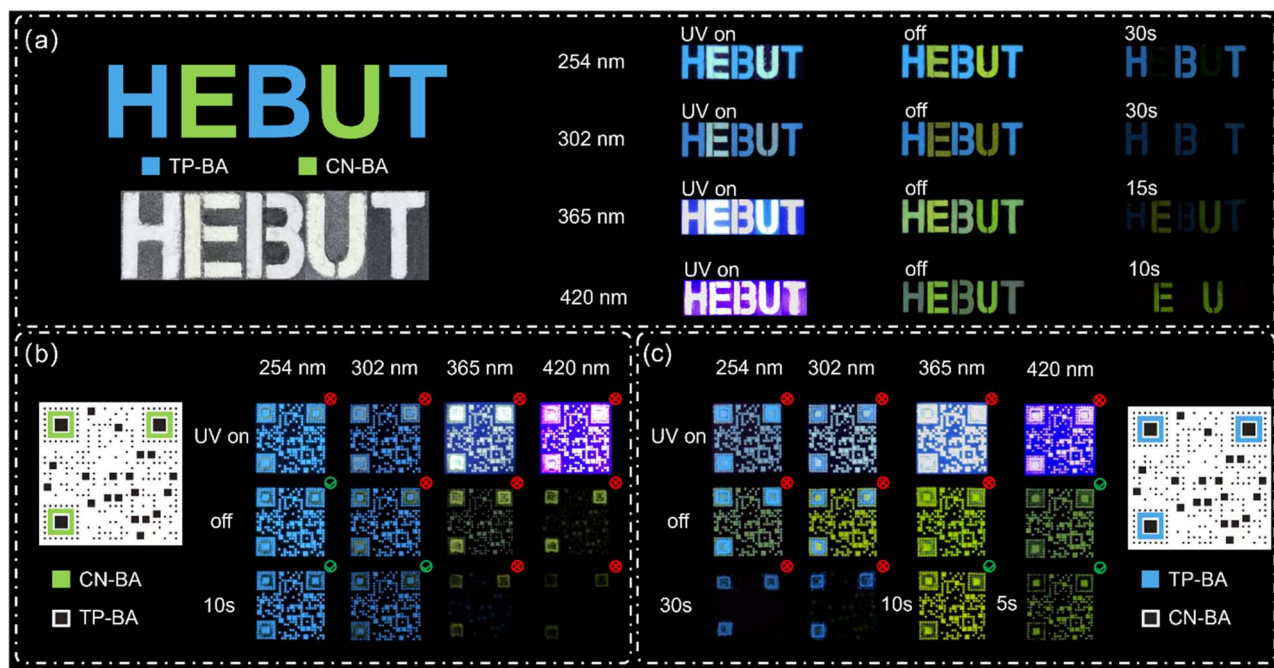 (a)
HEBUT
TP-BA CN-BA
HEBUT
254 nm
UV on off 30s
HEBUT HEBUT HEBUT
302 nm
UV on off 30s
HEBUT HEBUT H B T
365 nm
UV on off 15s
HEBUT HEBUT HEBUT
420 nm
UV on off 10s
HEBUT HEBUT E U
(b)
254 nm 302 nm 365 nm 420 nm
UV on
off
10s
CN-BA
TP-BA
(c)
254 nm 302 nm 365 nm 420 nm
UV on
off
30s 10s 5s
TP-BA
CN-BA